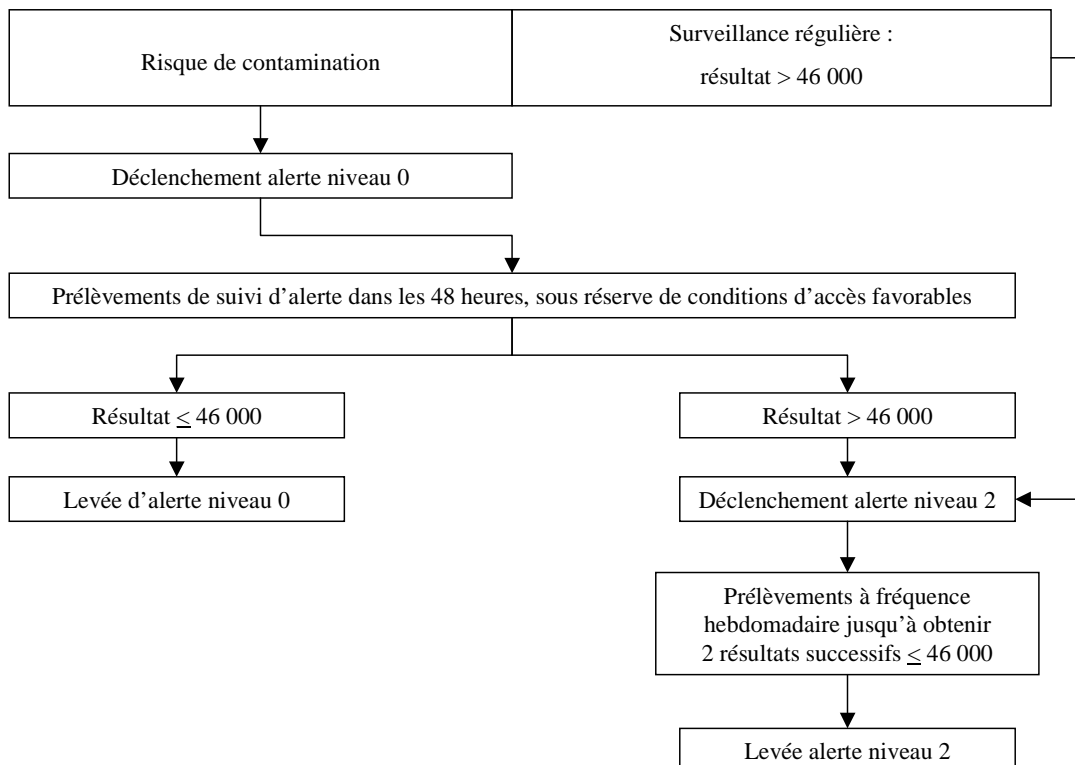 Risque de contamination
Surveillance régulière :
résultat > 46 000
Déclenchement alerte niveau 0
Prélèvements de suivi d’alerte dans les 48 heures, sous réserve de conditions d’accès favorables
Résultat ≤ 46 000
Résultat > 46 000
Levée d’alerte niveau 0
Déclenchement alerte niveau 2
Prélèvements à fréquence
hebdomadaire jusqu’à obtenir
2 résultats successifs ≤ 46 000
Levée alerte niveau 2